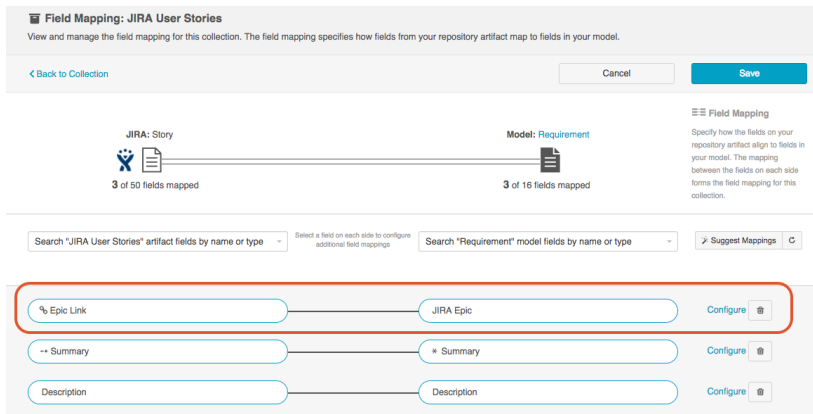 Field Mapping: JIRA User Stories
View and manage the field mapping for this collection. The field mapping specifies how fields from your repository artifact map to fields in your model.
Back to Collection
Cancel
Save
Field Mapping
Specify how the fields on your
repository artifact align to fields in
your model. The mapping
between the fields on each side
forms the field mapping for this
collection.
JIRA: Story
Model: Requirement
3 of 50 fields mapped
3 of 16 fields mapped
Search "JIRA User Stories" artifact fields by name or type
Select a field on each side to configure
additional field mappings
Search "Requirement" model fields by name or type
Suggest Mappings
Epic Link
JIRA Epic
Configure
Summary
* Summary
Configure
Description
Description
Configure